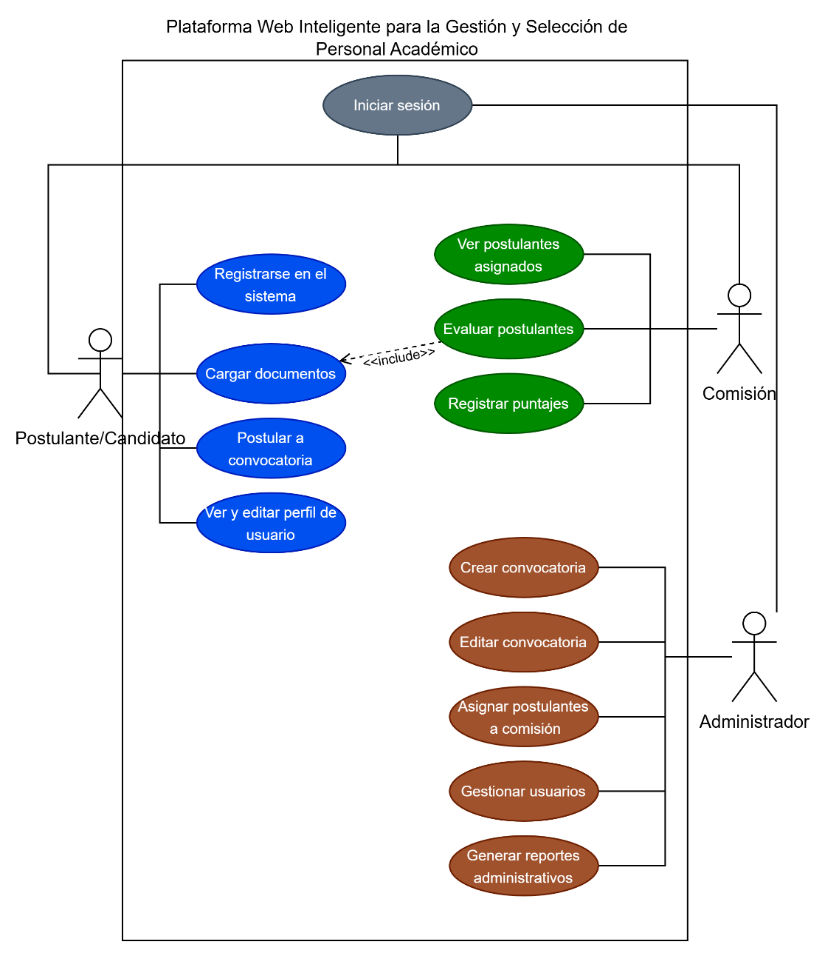 Plataforma Web Inteligente para la Gestión y Selección de
Personal Académico
Iniciar sesión
Ver postulantes
asignados
Registrarse en el
sistema
Evaluar postulantes
<<include>>
Cargar documentos
Comisión
Registrar puntajes
Postulante/Candidato
Postular a
convocatoria
Ver y editar perfil de
usuario
Crear convocatoria
Editar convocatoria
Asignar postulantes
a comisión
Administrador
Gestionar usuarios
Generar reportes
administrativos